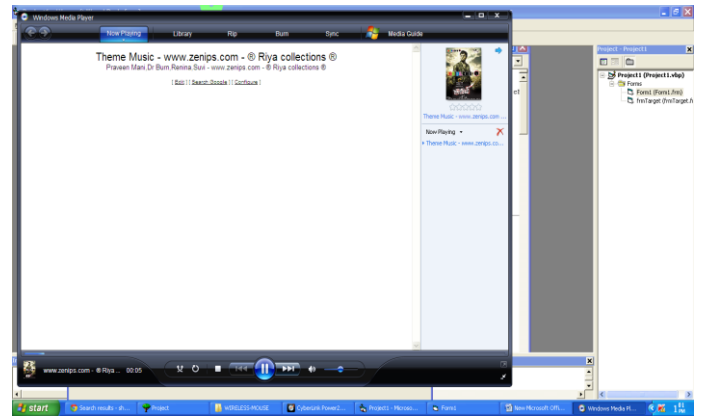 Windows Media Player
Now Playing
Library
Rip
Burn
Sync
Media Guide
Theme Music - www.zenips.com - ® Riya collections ®
Praveen Mani,Dr Burn,Renina,Suvi - www.zenips.com - ® Riya collections ®
[ Edit ] [ Search Google ] [ Configure ]
Theme Music - www.zenips.com ...
Now Playing
Theme Music - www.zenips.co...
Project - Project1
Project1 (Project1.vbp)
Forms
Form1 (Form1.frm)
frmTarget (frmTarget.fr
www.zenips.com - ® Riya... 00:05
start
Search results - sh...
Project
WIRELESS MOUSE
CyberLink Power2...
Project1 - Micros...
Form1
New Microsoft Offi...
Windows Media Pl...